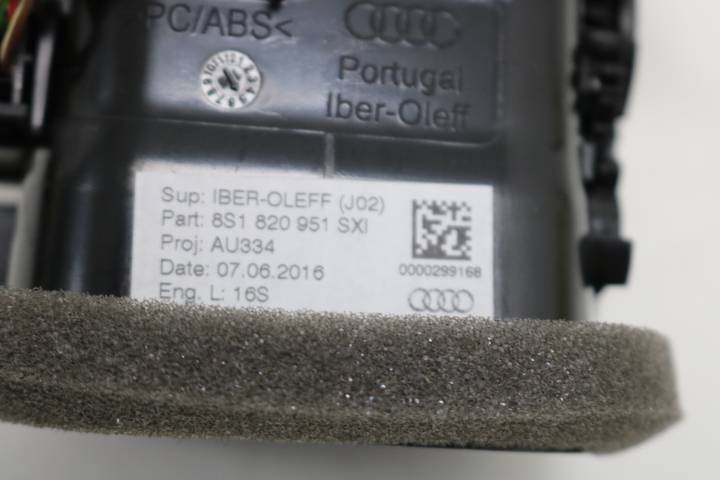 PC/ABS<
Portugal
Iber-Oleff
Sup: IBER-OLEFF (J02)
Part: 8S1 820 951 SXI
Proj: AU334
Date: 07.06.2016
Eng. L: 16S
0000299168